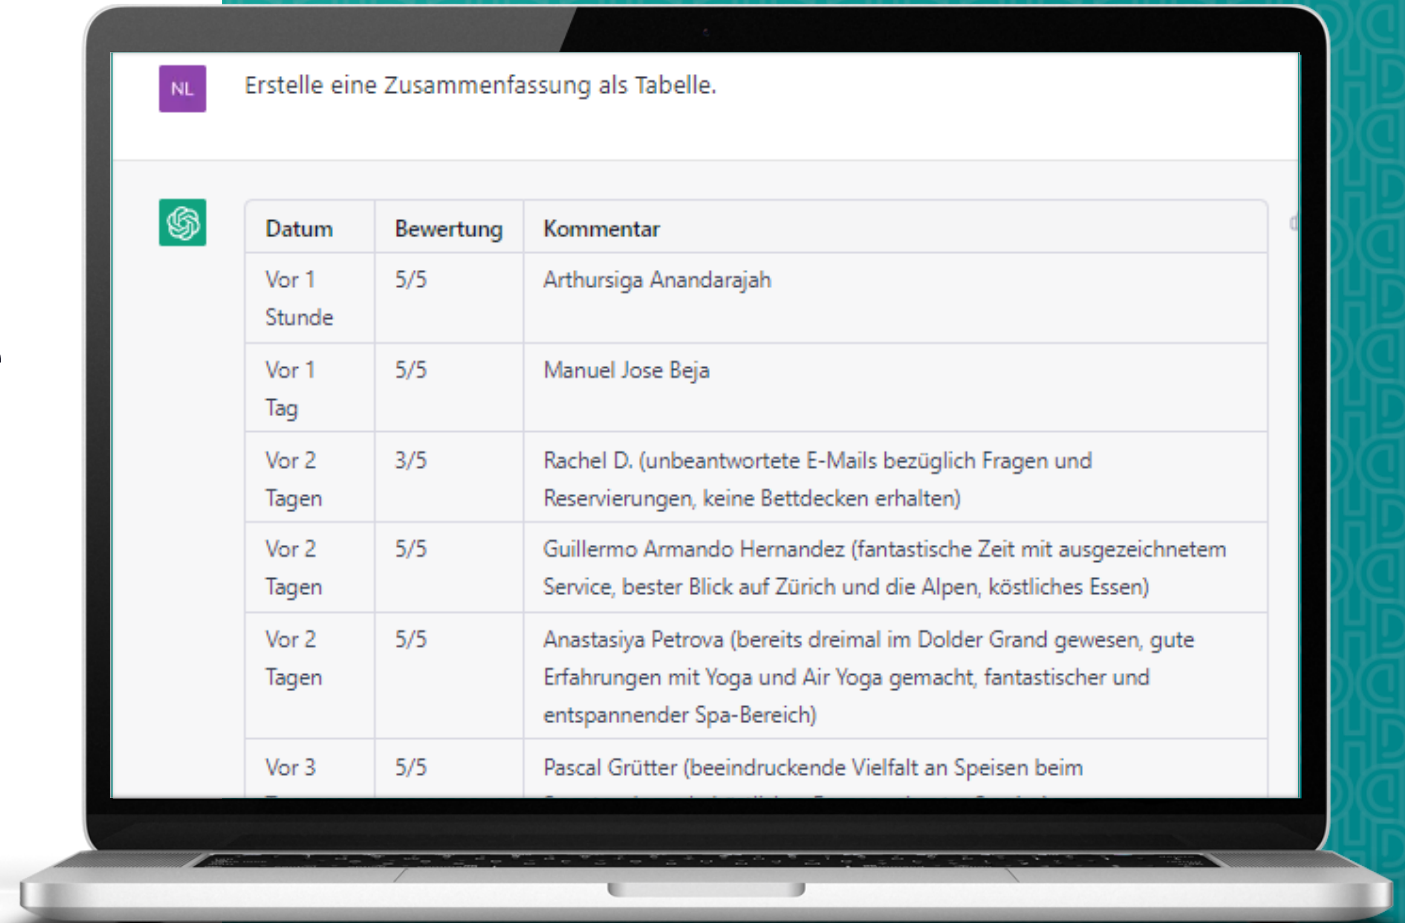 NL
Erstelle eine Zusammenfassung als Tabelle.
Datum Bewertung Kommentar
Vor 1 5/5 Arthursiga Anandarajah
Stunde
Vor 1 5/5 Manuel Jose Beja
Tag
Vor 2 3/5 Rachel D. (unbeantwortete E-Mails bezüglich Fragen und
Tagen Reservierungen, keine Bettdecken erhalten)
Vor 2 5/5 Guillermo Armando Hernandez (fantastische Zeit mit ausgezeichnetem
Tagen Service, bester Blick auf Zürich und die Alpen, köstliches Essen)
Vor 2 5/5 Anastasiya Petrova (bereits dreimal im Dolder Grand gewesen, gute
Tagen Erfahrungen mit Yoga und Air Yoga gemacht, fantastischer und
entspannender Spa-Bereich)
Vor 3 5/5 Pascal Grütter (beeindruckende Vielfalt an Speisen beim